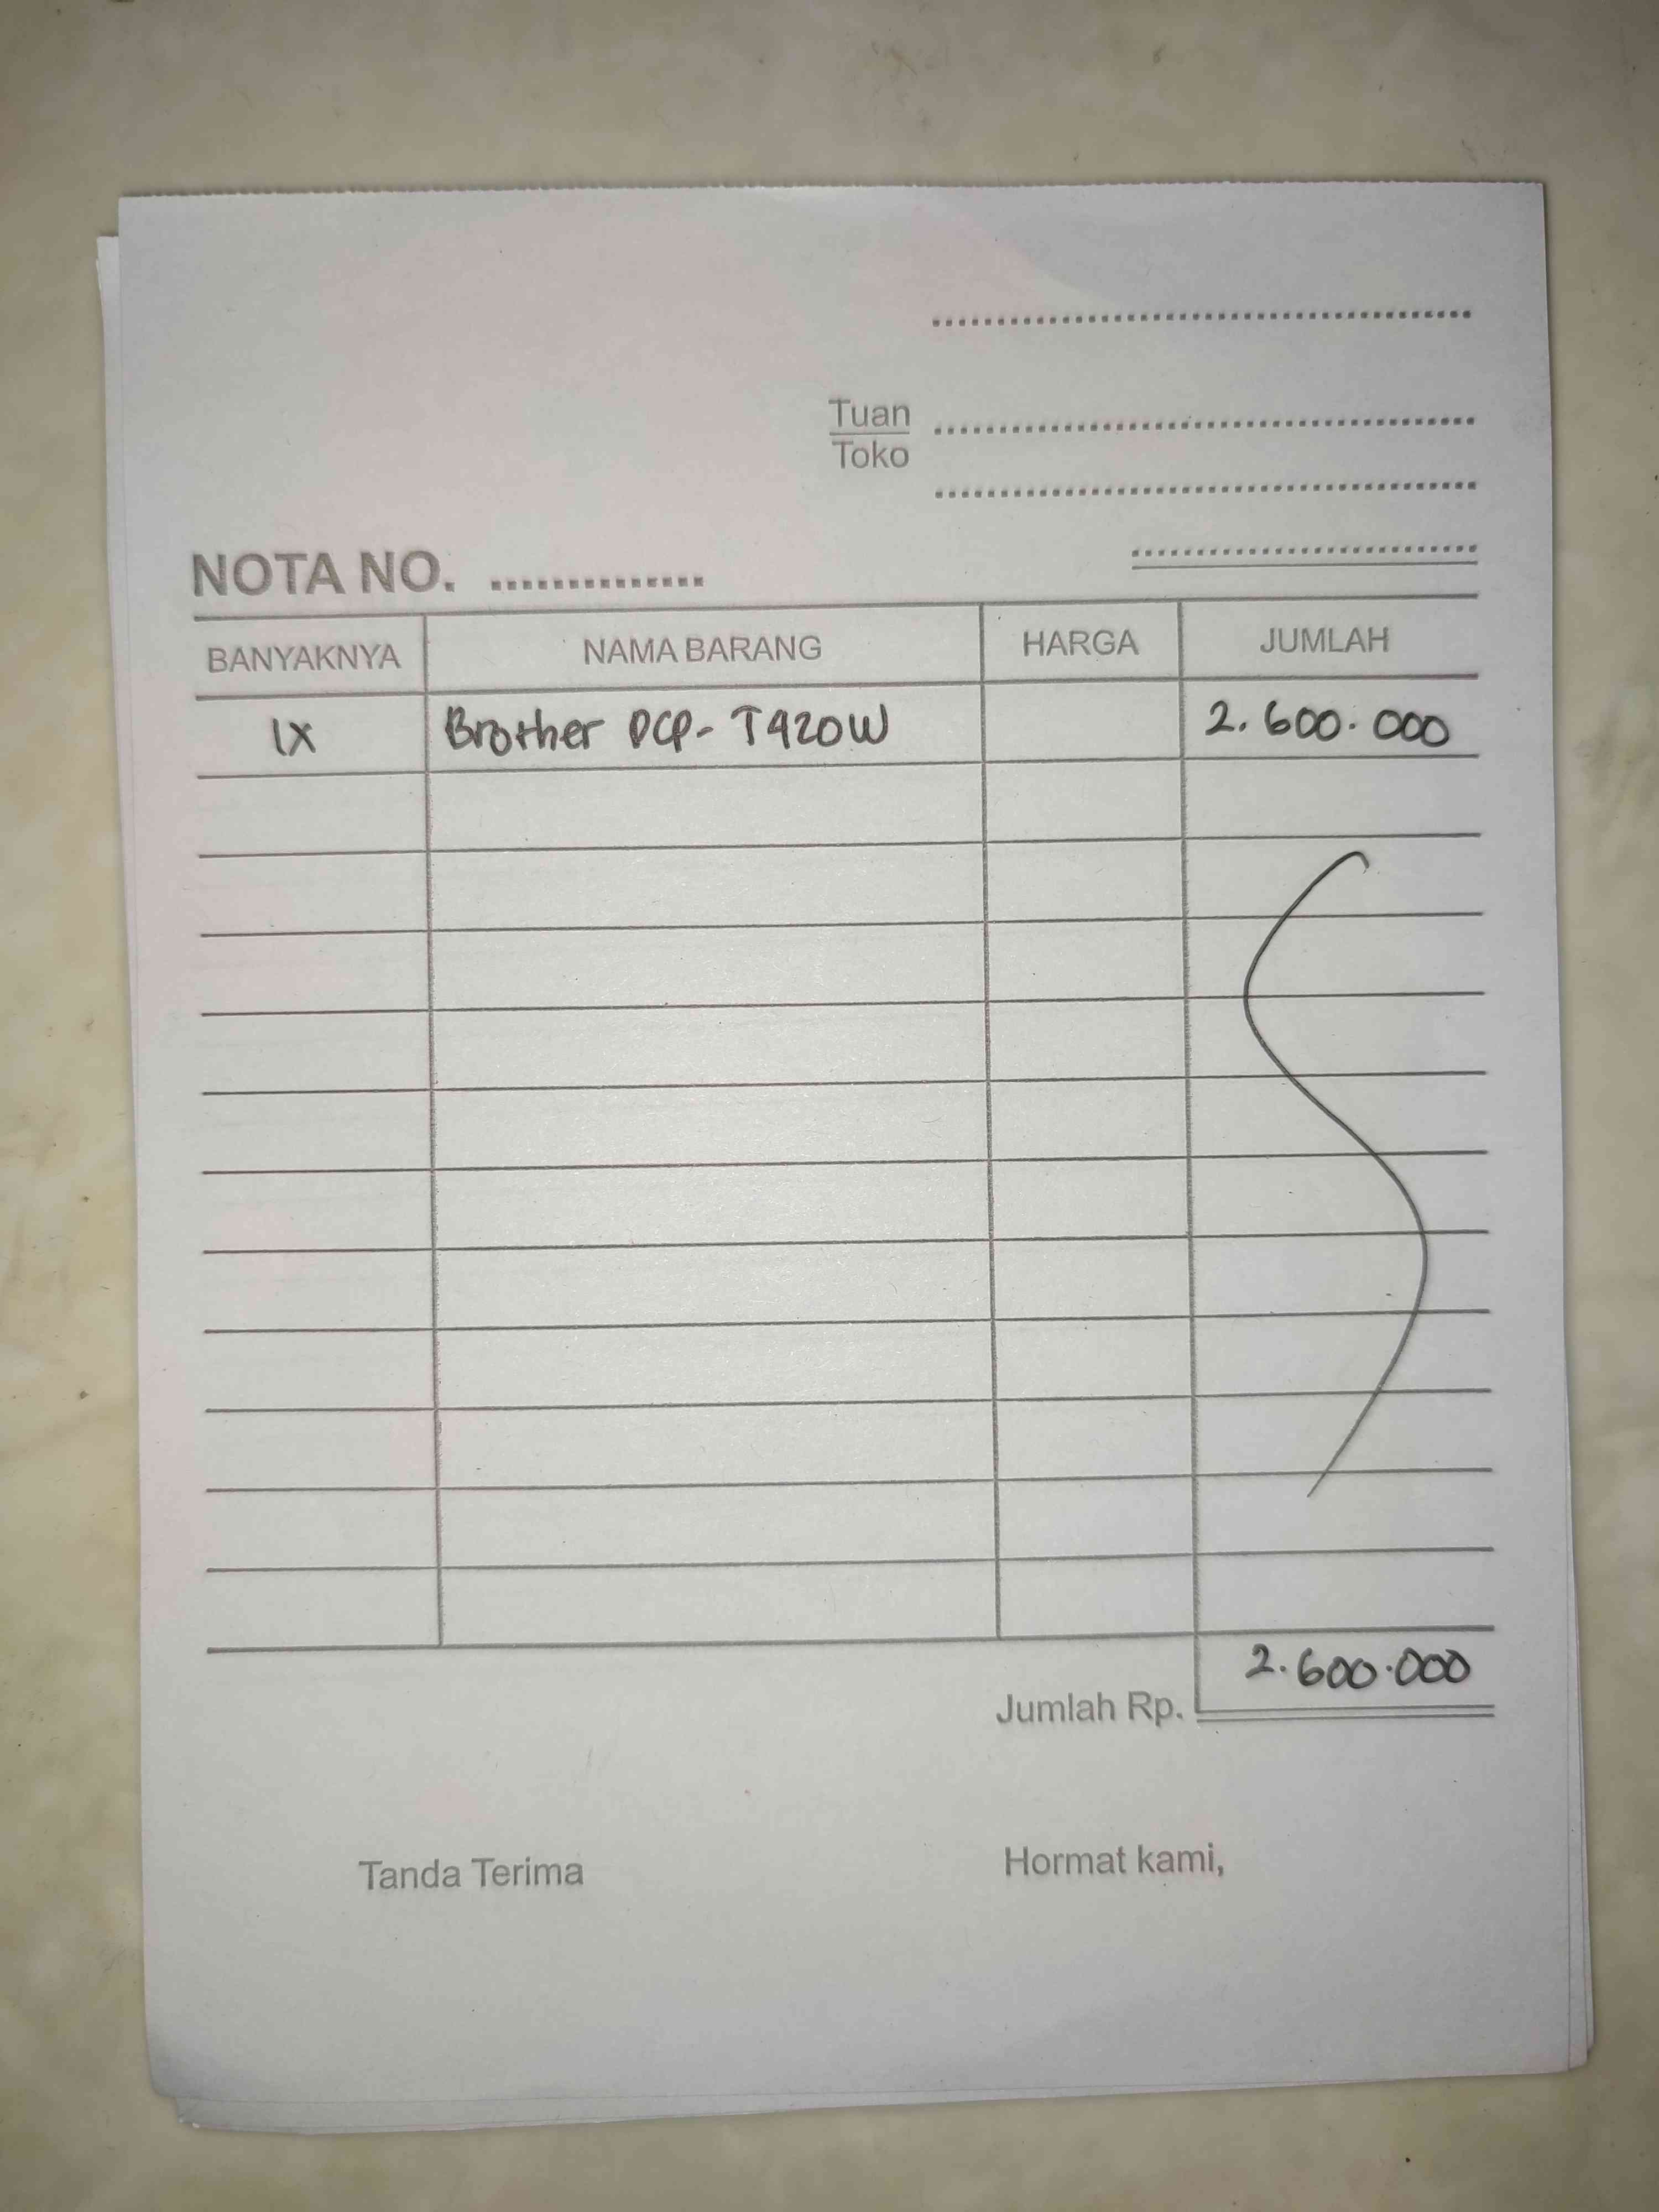 Tuan
Toko
NOTA NO. ..............
BANYAKNYA NAMA BARANG HARGA JUMLAH
1X Brother DCP- T420W 2.600.000
Jumlah Rp. 2.600.000
Tanda Terima Hormat kami,